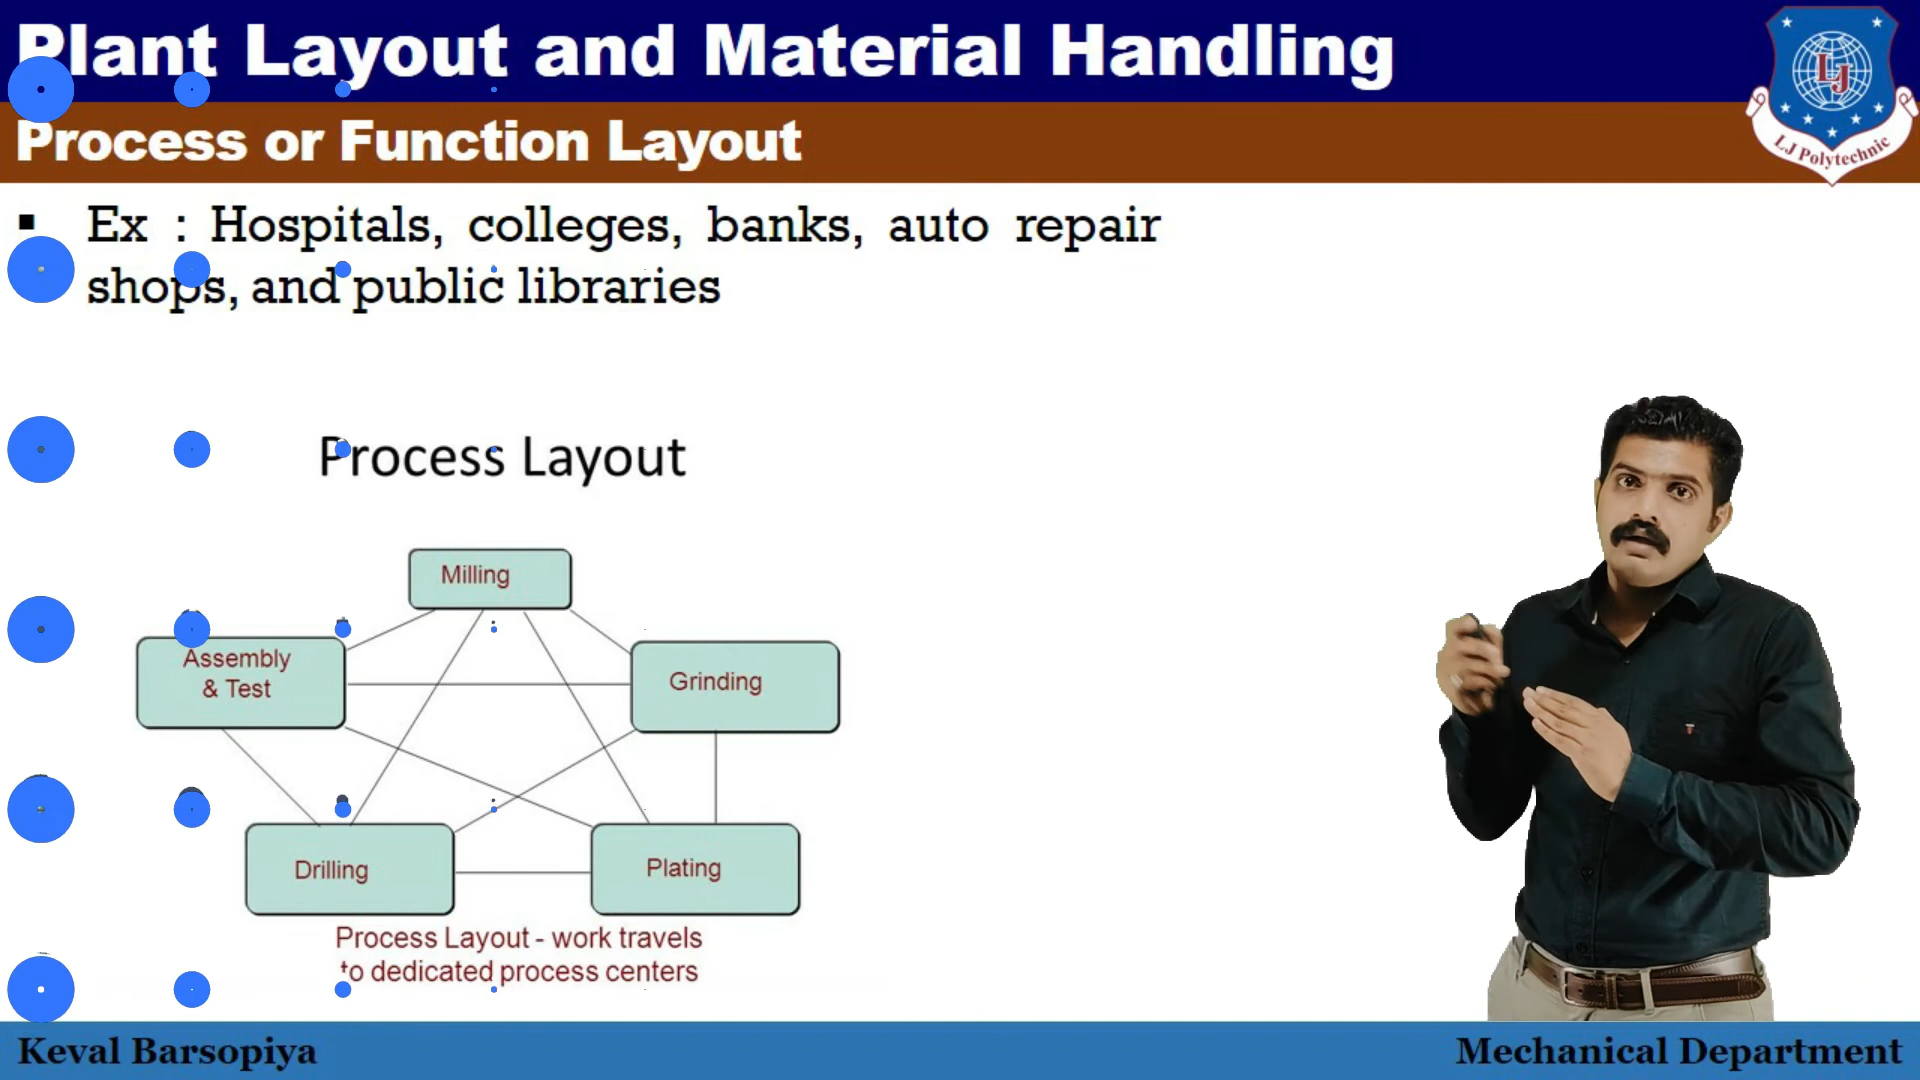 Plant Layout and Material Handling
LJ
LJ Polytechnic
Process or Function Layout
▪ Ex : Hospitals, colleges, banks, auto repair
shops, and public libraries
Process Layout
Milling
Assembly
& Test
Grinding
Drilling
Plating
Process Layout - work travels
to dedicated process centers
Keval Barsopiya
Mechanical Department